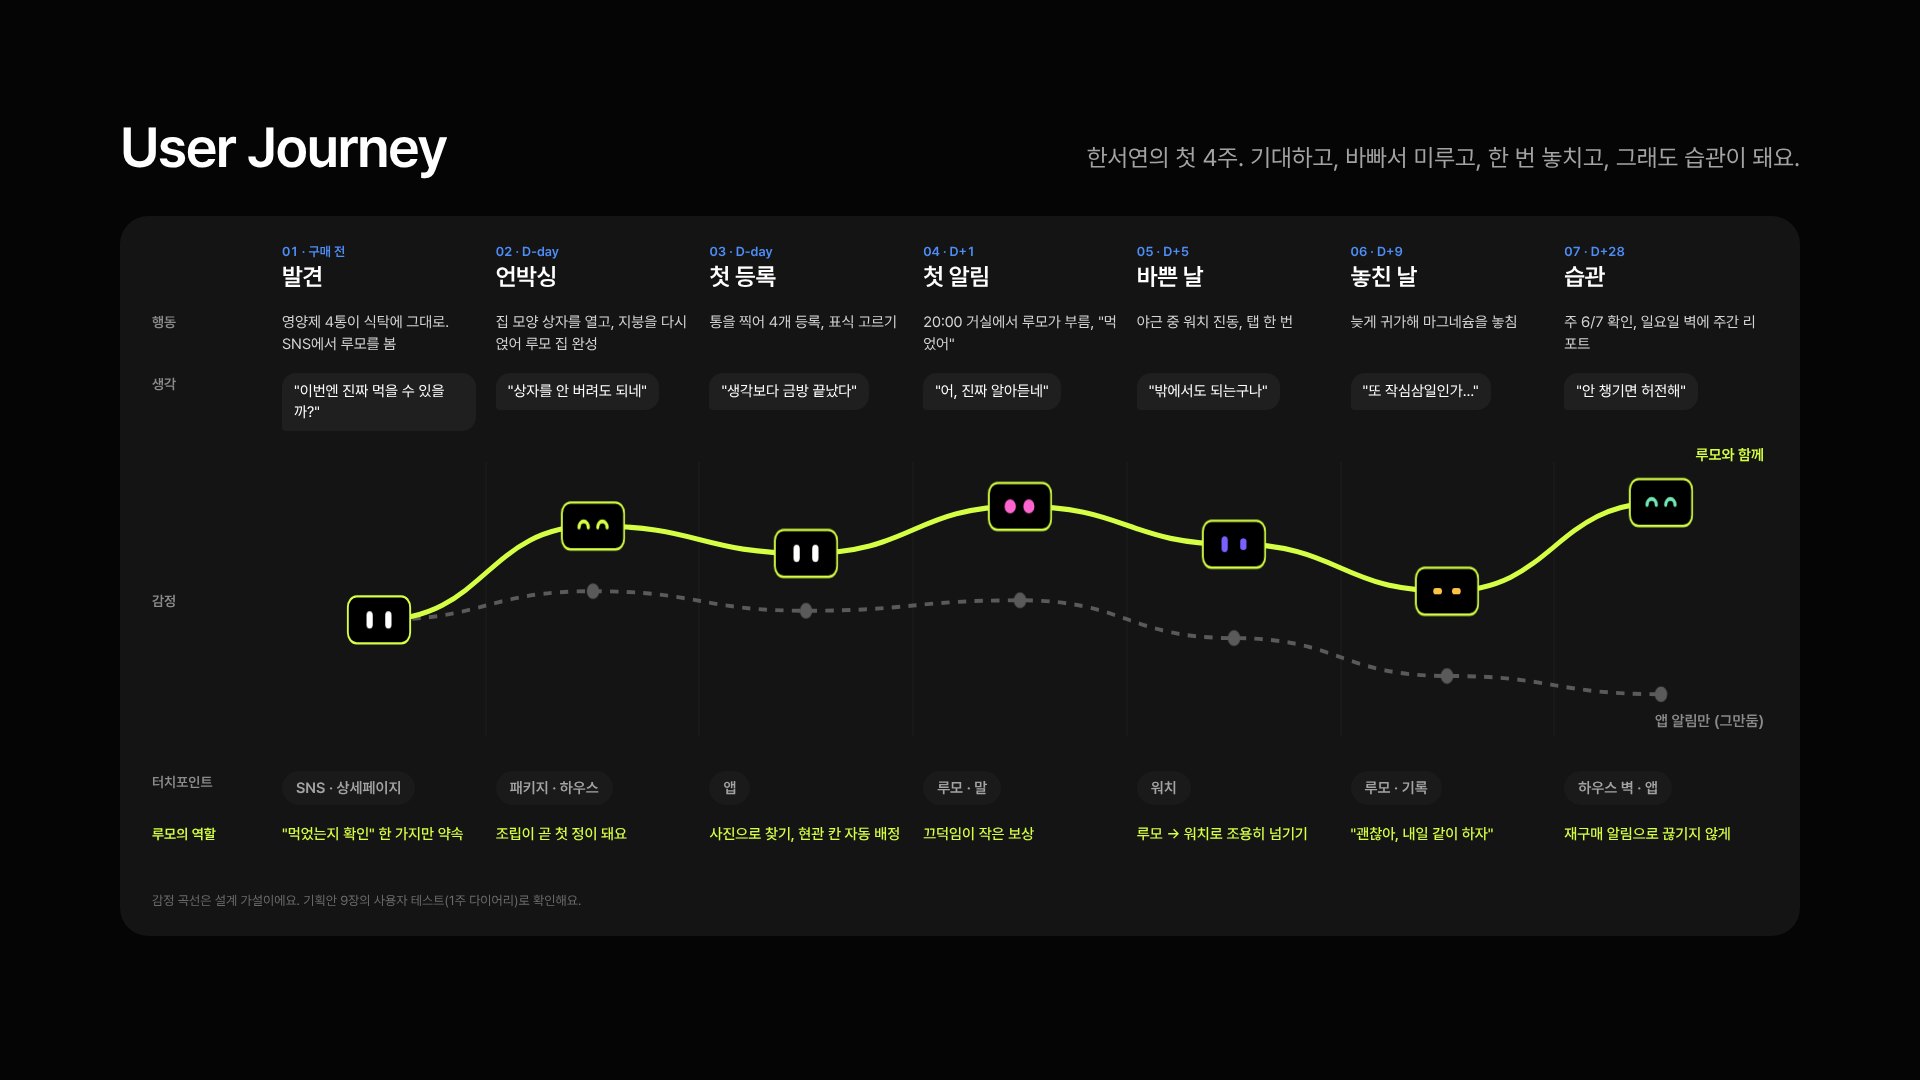 User Journey
한서연의 첫 4주. 기대하고, 바빠서 미루고, 한 번 놓치고, 그래도 습관이 돼요.
01 · 구매 전
발견
02 · D-day
언박싱
03 · D-day
첫 등록
04 · D+1
첫 알림
05 · D+5
바쁜 날
06 · D+9
놓친 날
07 · D+28
습관
행동
영양제 4통이 식탁에 그대로.
SNS에서 루모를 봄
집 모양 상자를 열고, 지붕을 다시
얹어 루모 집 완성
통을 찍어 4개 등록, 표식 고르기
20:00 거실에서 루모가 부름, "먹
었어"
야근 중 워치 진동, 탭 한 번
늦게 귀가해 마그네슘을 놓침
주 6/7 확인, 일요일 벽에 주간 리
포트
생각
"이번엔 진짜 먹을 수 있을
까?"
"상자를 안 버려도 되네"
"생각보다 금방 끝났다"
"어, 진짜 알아듣네"
"밖에서도 되는구나"
"또 작심삼일인가..."
"안 챙기면 허전해"
루모와 함께
감정
앱 알림만 (그만둠)
터치포인트
SNS · 상세페이지
패키지 · 하우스
앱
루모 · 말
워치
루모 · 기록
하우스 벽 · 앱
루모의 역할
"먹었는지 확인" 한 가지만 약속
조립이 곧 첫 정이 돼요
사진으로 찾기, 현관 칸 자동 배정
끄덕임이 작은 보상
루모 → 워치로 조용히 넘기기
"괜찮아, 내일 같이 하자"
재구매 알림으로 끊기지 않게
감정 곡선은 설계 가설이에요. 기획안 9장의 사용자 테스트(1주 다이어리)로 확인해요.